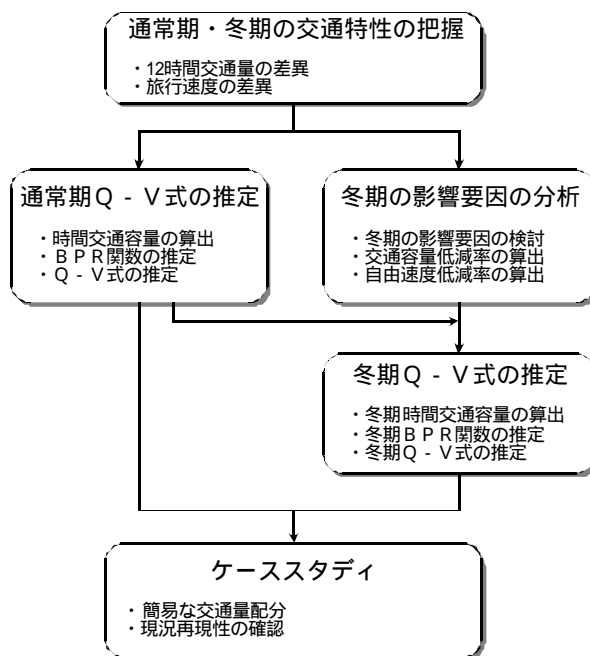 通常期・冬期の交通特性の把握
・12時間交通量の差異
・旅行速度の差異
通常期Ｑ‐Ｖ式の推定
・時間交通容量の算出
・ＢＰＲ関数の推定
・Ｑ‐Ｖ式の推定
冬期の影響要因の分析
・冬期の影響要因の検討
・交通容量低減率の算出
・自由速度低減率の算出
冬期Ｑ‐Ｖ式の推定
・冬期時間交通容量の算出
・冬期ＢＰＲ関数の推定
・冬期Ｑ‐Ｖ式の推定
ケーススタディ
・簡易な交通量配分
・現況再現性の確認